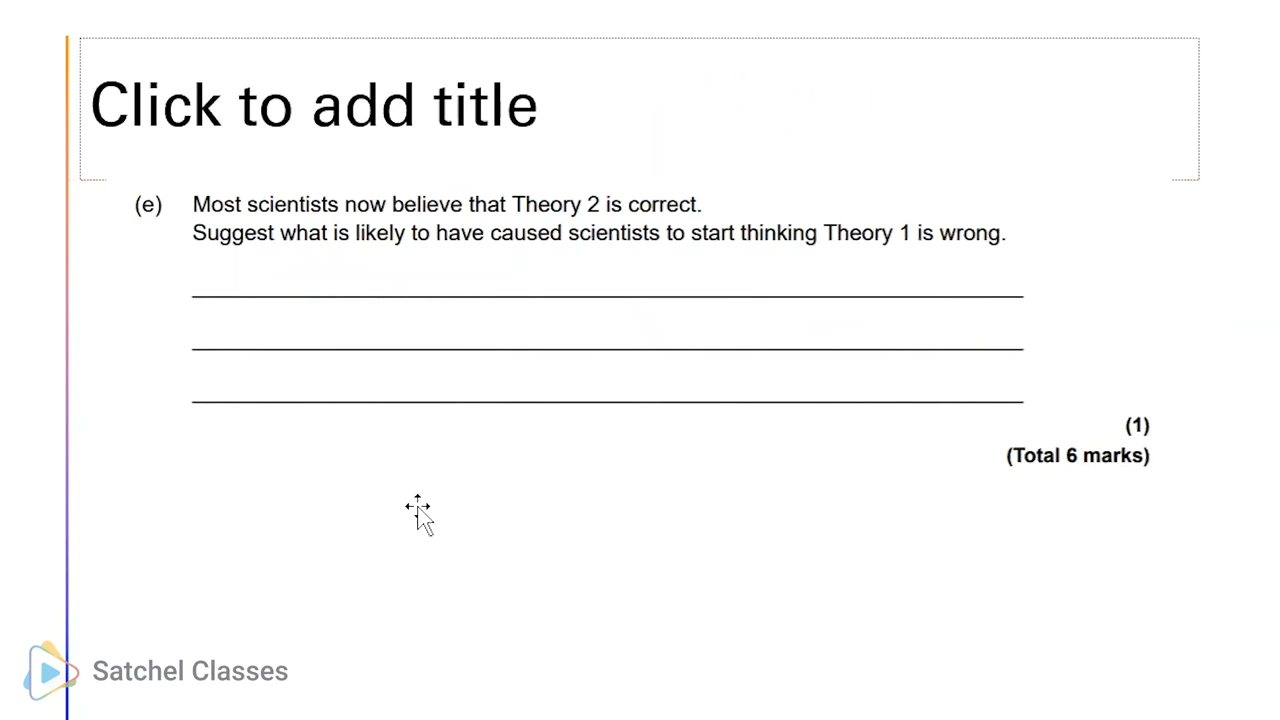 Click to add title
(e) Most scientists now believe that Theory 2 is correct.
Suggest what is likely to have caused scientists to start thinking Theory 1 is wrong.
(1)
(Total 6 marks)
Satchel Classes